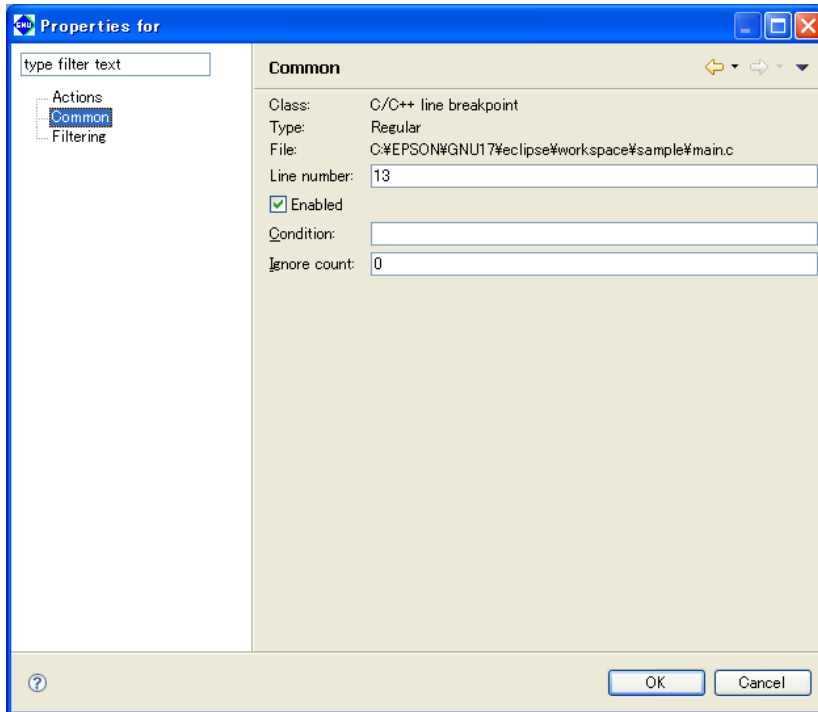 GNU Properties for
type filter text
Actions
Common
Filtering
Common
Class: C/C++ line breakpoint
Type: Regular
File: C:¥EPSON¥GNU17¥eclipse¥workspace¥sample¥main.c
Line number: 13
Enabled
Condition:
Ignore count: 0
?
OK Cancel